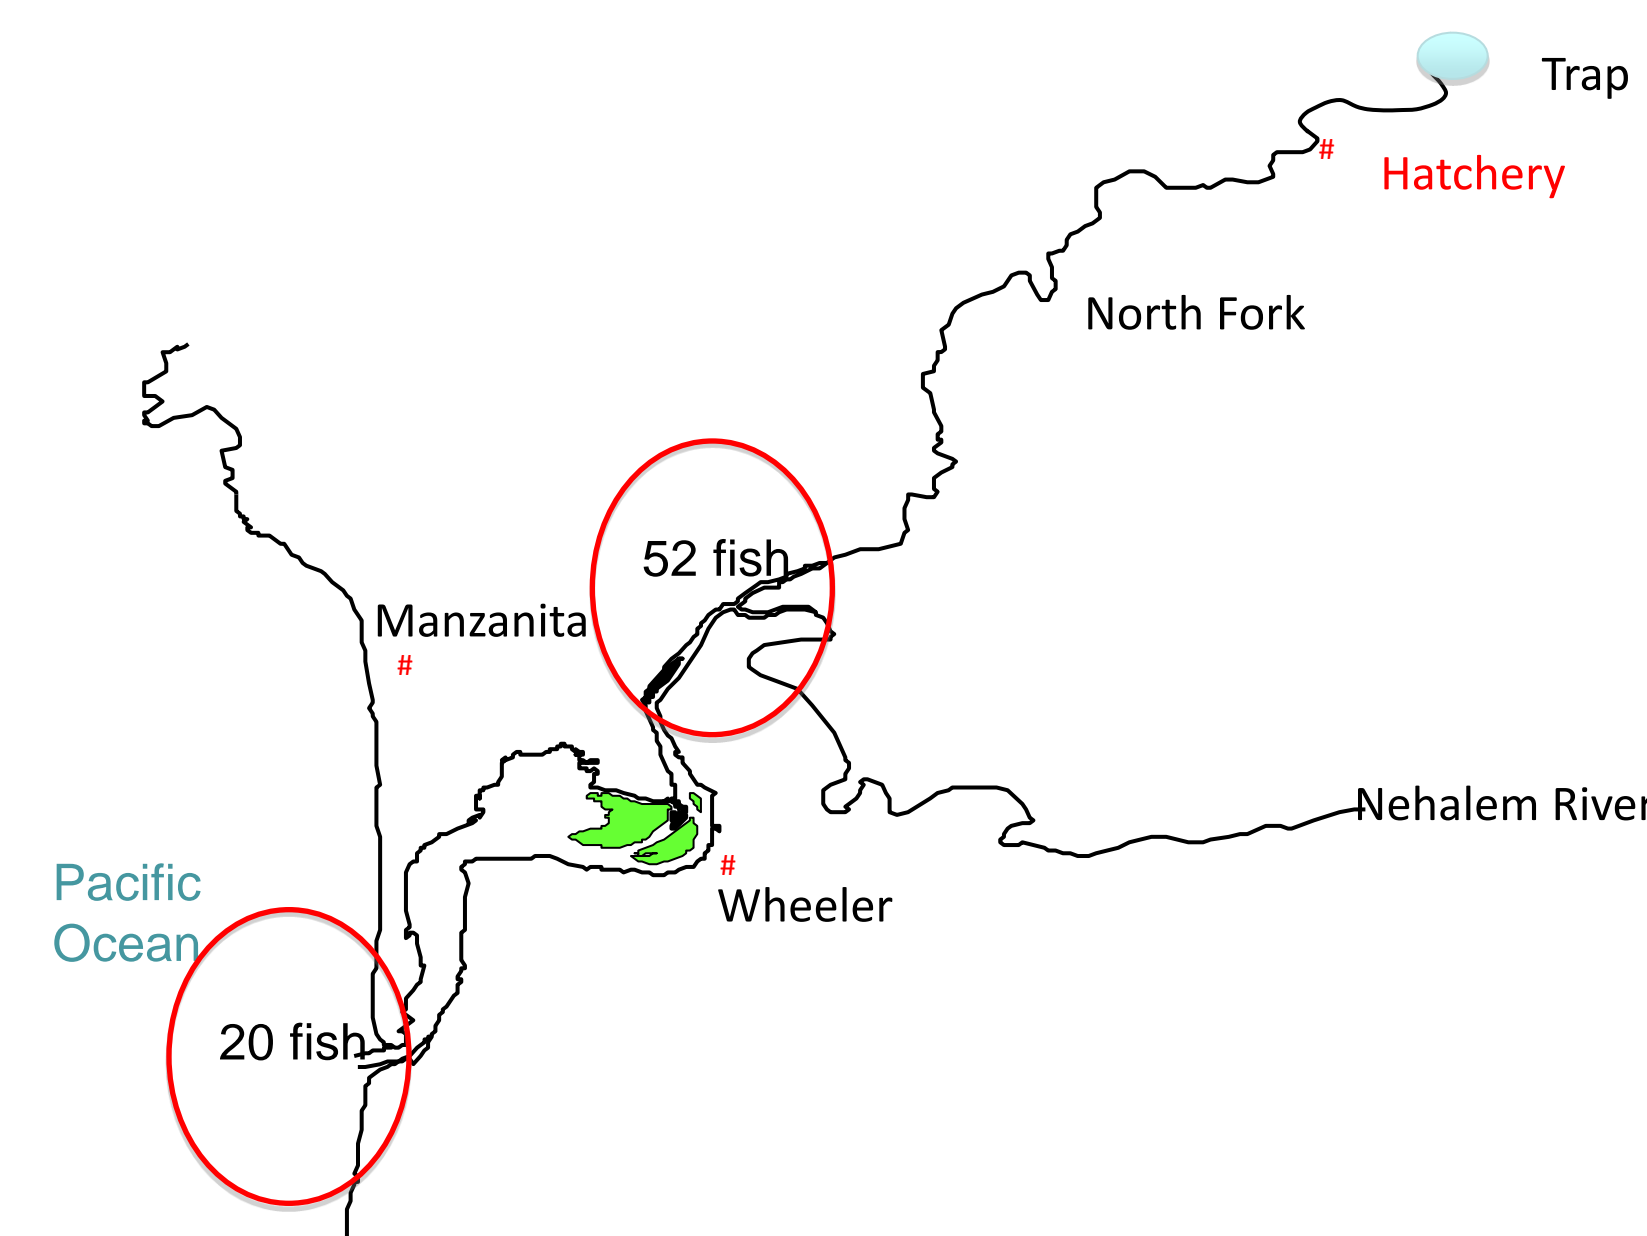 Trap
#
Hatchery
North Fork
52 fish
Manzanita
#
Nehalem River
#
Wheeler
Pacific
Ocean
20 fish